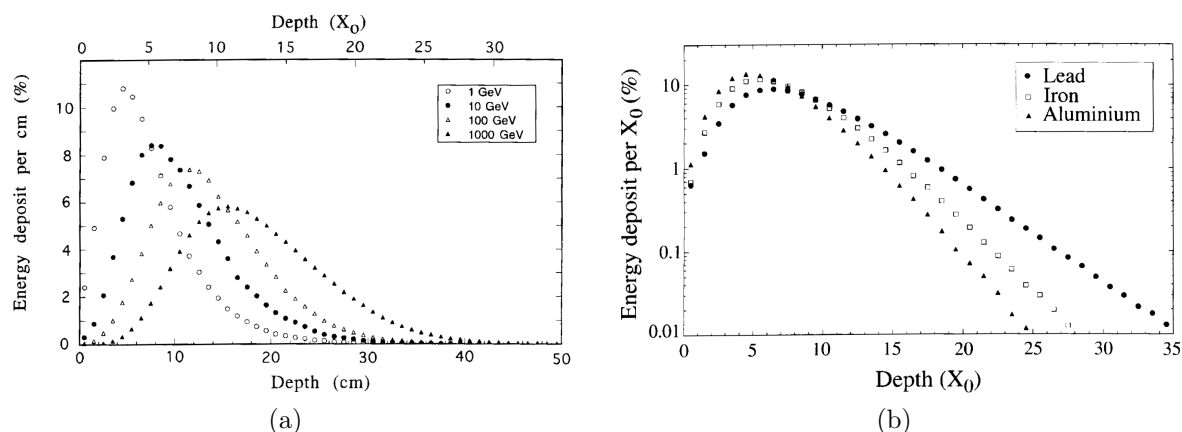 Depth (X₀)
0 5 10 15 20 25 30
Energy deposit per cm (%)
10
8
6
4
2
0
1 GeV
10 GeV
100 GeV
1000 GeV
0 10 20 30 40 50
Depth (cm)
(a)
Energy deposit per X₀ (%)
10
1
0.1
0.01
Lead
Iron
Aluminium
0 5 10 15 20 25 30 35
Depth (X₀)
(b)